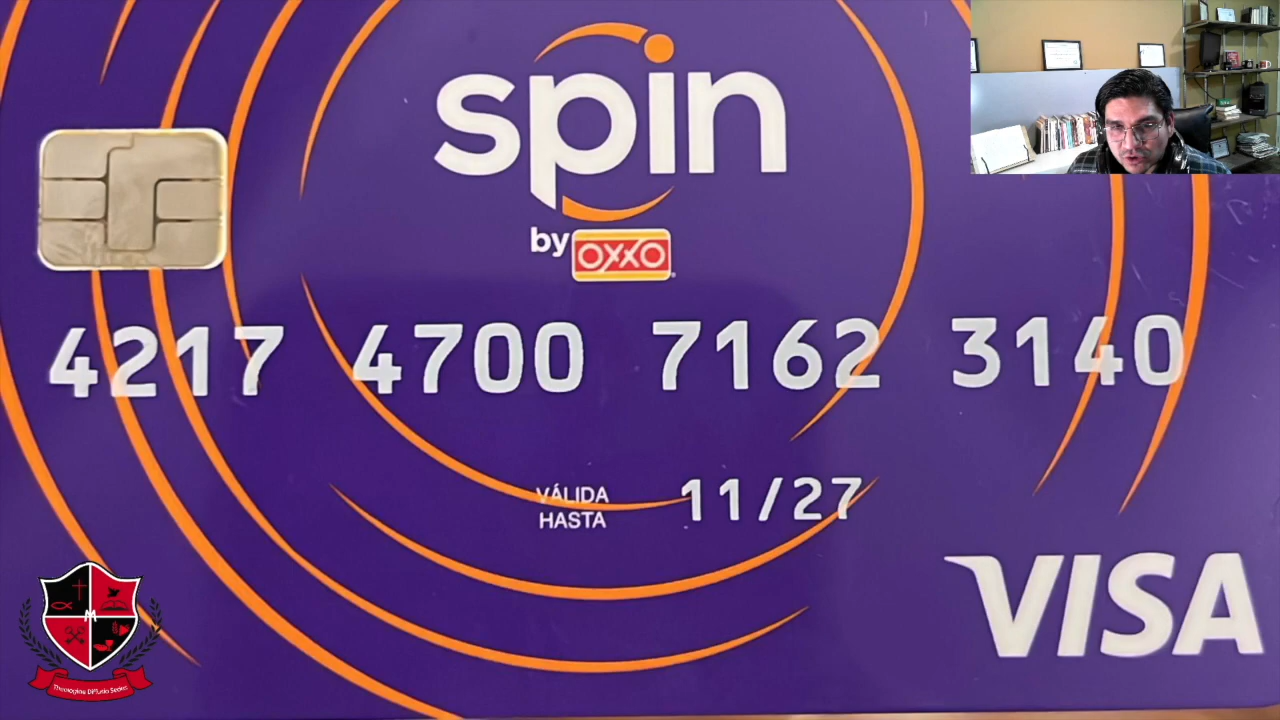 spin
by OXXO
4217 4700 7162 3140
VÁLIDA
HASTA 11/27
VISA